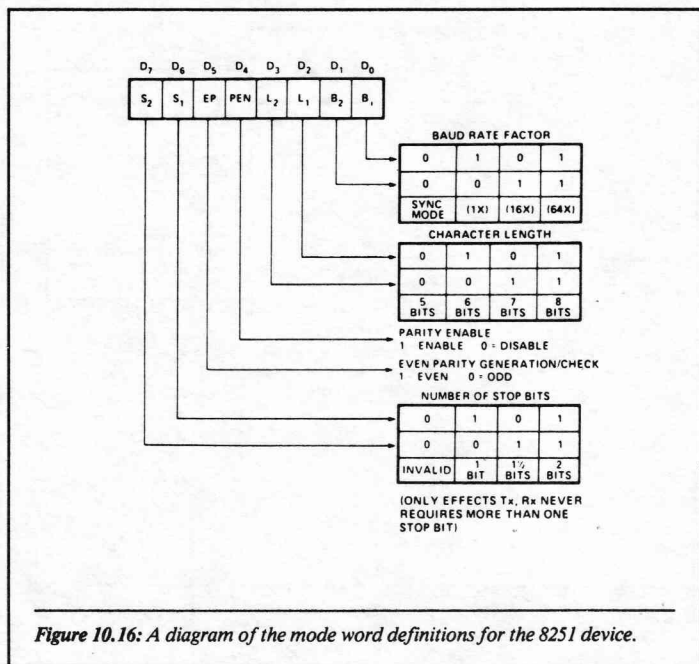 D7 D6 D5 D4 D3 D2 D1 D0
S2 S1 EP PEN L2 L1 B2 B1
BAUD RATE FACTOR
0 1 0 1
0 0 1 1
SYNC MODE (1X) (16X) (64X)
CHARACTER LENGTH
0 1 0 1
0 0 1 1
5 BITS 6 BITS 7 BITS 8 BITS
PARITY ENABLE
1 ENABLE 0 = DISABLE
EVEN PARITY GENERATION/CHECK
1 EVEN 0 = ODD
NUMBER OF STOP BITS
0 1 0 1
0 0 1 1
INVALID 1 BIT 1½ BITS 2 BITS
(ONLY EFFECTS Tx, Rx NEVER
REQUIRES MORE THAN ONE
STOP BIT)
Figure 10.16: A diagram of the mode word definitions for the 8251 device.